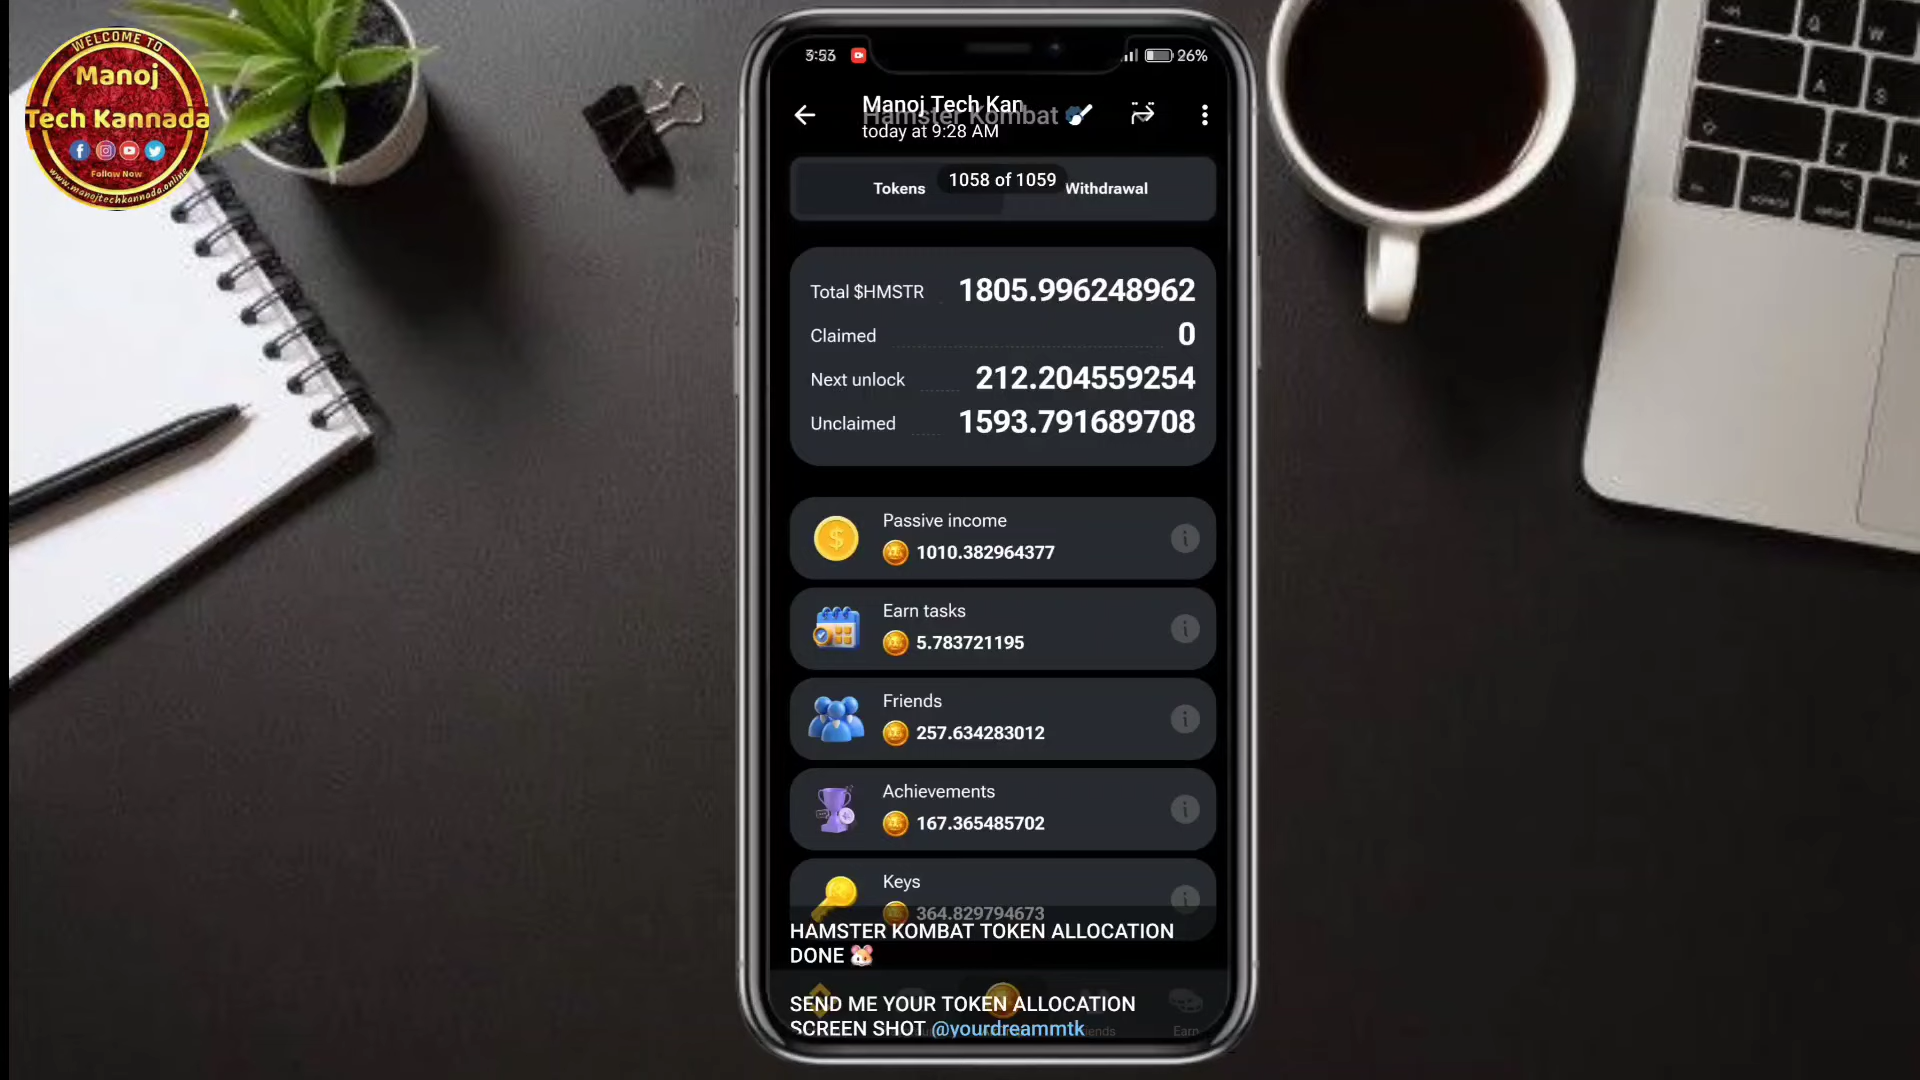 WELCOME TO
Manoj
Tech Kannada
Follow Now
www.manojtechkannada.online
3:53
26%
Manoj Tech Kan
Hamster Kombat
today at 9:28 AM
Tokens
1058 of 1059
Withdrawal
Total $HMSTR 1805.996248962
Claimed 0
Next unlock 212.204559254
Unclaimed 1593.791689708
Passive income
1010.382964377
Earn tasks
5.783721195
Friends
257.634283012
Achievements
167.365485702
Keys
364.829794673
HAMSTER KOMBAT TOKEN ALLOCATION
DONE 🐹
SEND ME YOUR TOKEN ALLOCATION
SCREEN SHOT @yourdreammtk
Earn